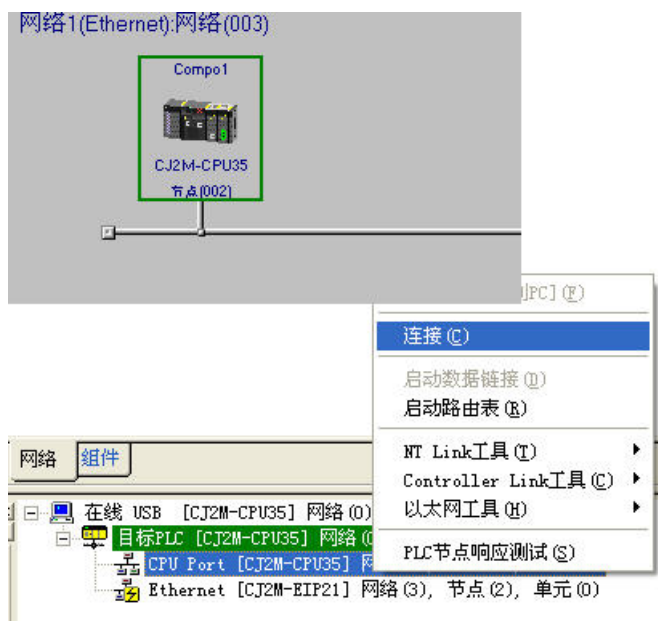 网络1(Ethernet):网络(003)
Compo1
CJ2M-CPU35
节点(002)
PC](F)
连接(C)
启动数据链接(D)
启动路由表(R)
NT Link工具(T)
Controller Link工具(C)
以太网工具(H)
PLC节点响应测试(S)
网络 组件
在线 USB [CJ2M-CPU35] 网络(0)
目标PLC [CJ2M-CPU35] 网络(
CPU Port [CJ2M-CPU35]
Ethernet [CJ2M-EIP21] 网络(3), 节点(2), 单元(0)